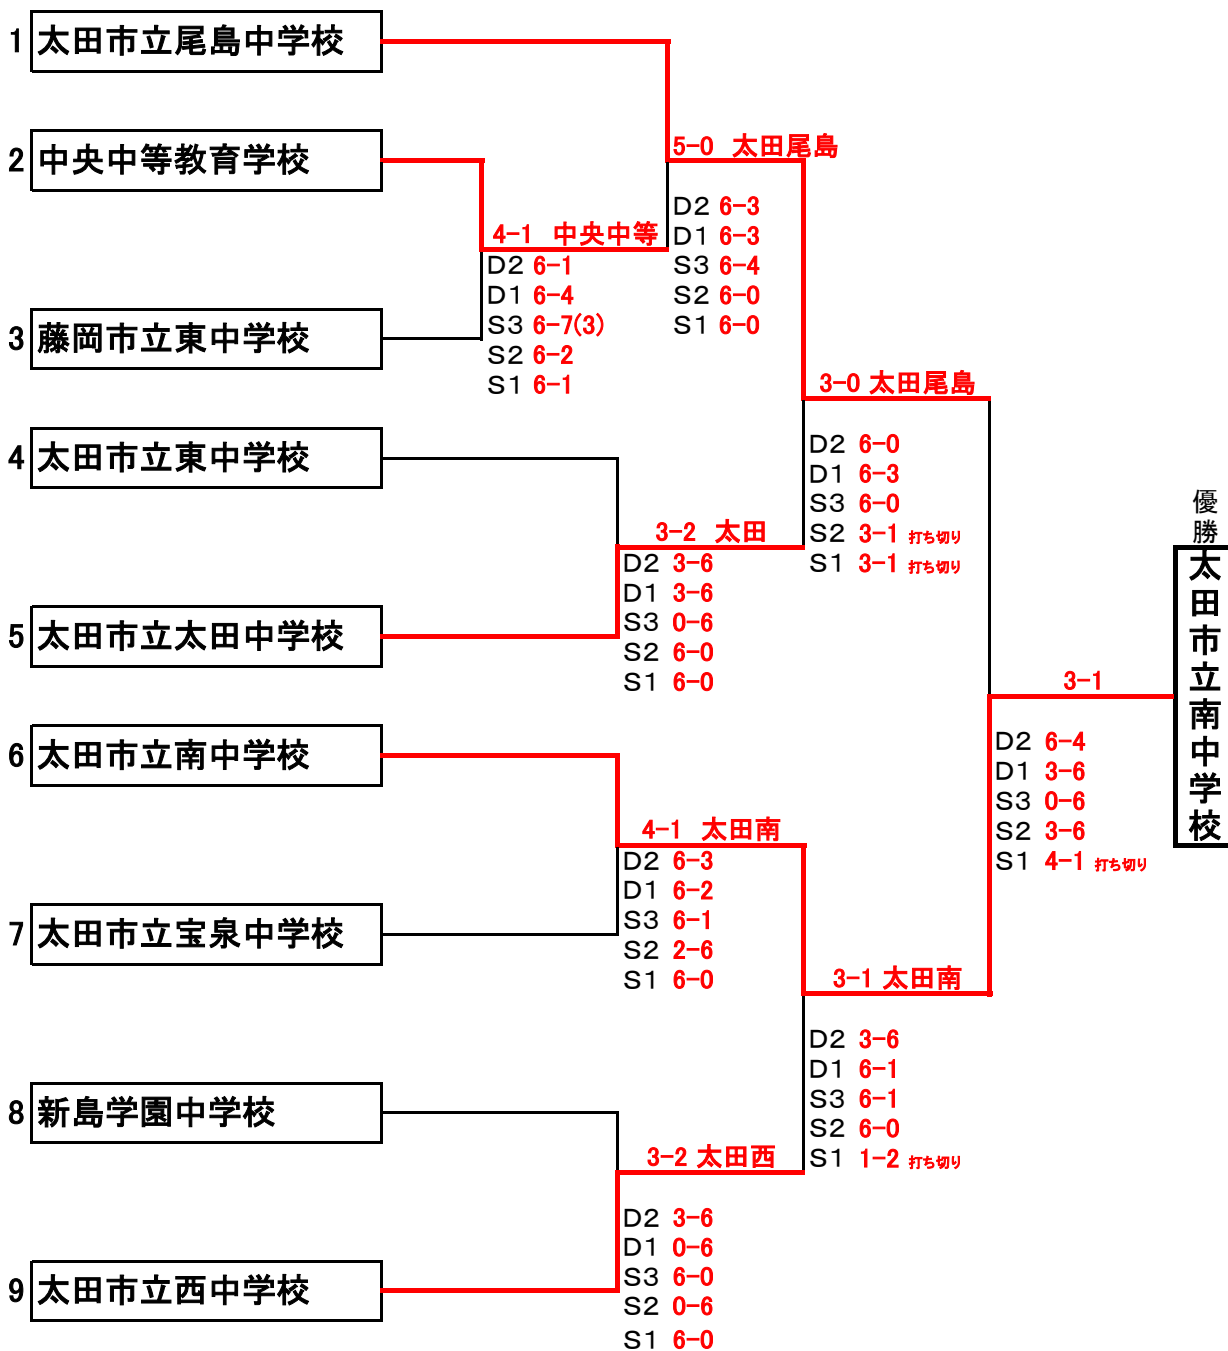 1 太田市立尾島中学校
2 中央中等教育学校
3 藤岡市立東中学校
4 太田市立東中学校
5 太田市立太田中学校
6 太田市立南中学校
7 太田市立宝泉中学校
8 新島学園中学校
9 太田市立西中学校
4-1 中央中等
D2 6-1
D1 6-4
S3 6-7(3)
S2 6-2
S1 6-1
5-0 太田尾島
D2 6-3
D1 6-3
S3 6-4
S2 6-0
S1 6-0
3-2 太田
D2 3-6
D1 3-6
S3 0-6
S2 6-0
S1 6-0
4-1 太田南
D2 6-3
D1 6-2
S3 6-1
S2 2-6
S1 6-0
3-2 太田西
D2 3-6
D1 0-6
S3 6-0
S2 0-6
S1 6-0
3-0 太田尾島
D2 6-0
D1 6-3
S3 6-0
S2 3-1 打ち切り
S1 3-1 打ち切り
3-1 太田南
D2 3-6
D1 6-1
S3 6-1
S2 6-0
S1 1-2 打ち切り
3-1
D2 6-4
D1 3-6
S3 0-6
S2 3-6
S1 4-1 打ち切り
優勝
太田市立南中学校